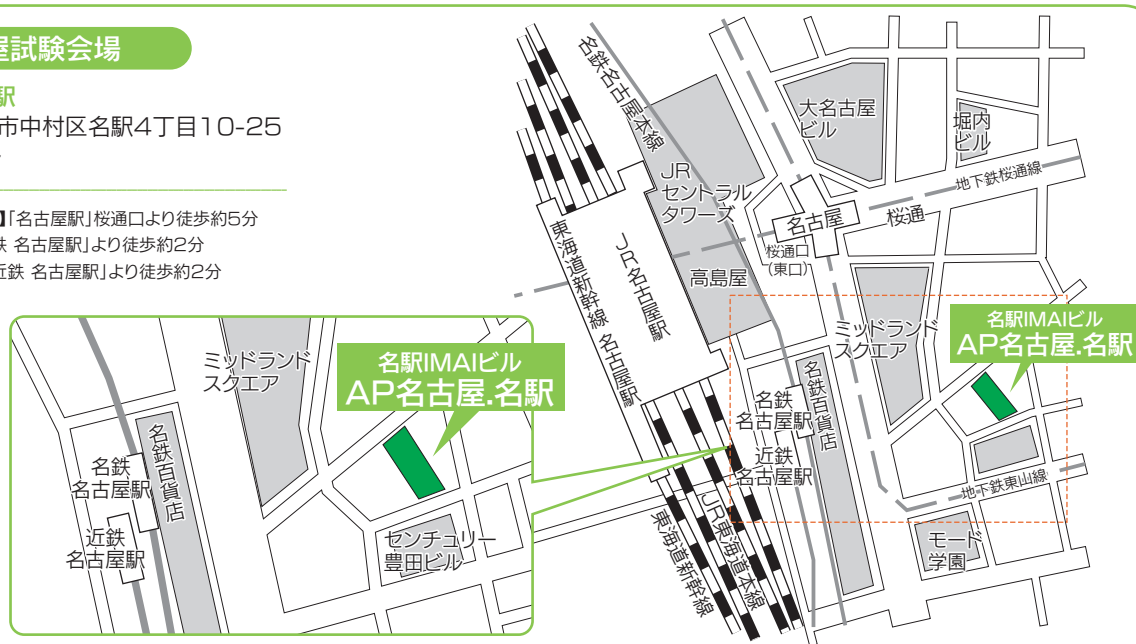 屋試験会場
駅
市中村区名駅4丁目10-25
】「名古屋駅」桜通口より徒歩約5分
鉄 名古屋駅」より徒歩約2分
近鉄 名古屋駅」より徒歩約2分
名鉄名古屋本線
大名古屋
ビル
堀内
ビル
JR
セントラル
タワーズ
地下鉄桜通線
名古屋
桜通
桜通口
(東口)
東海道新幹線 名古屋駅
JR名古屋駅
高島屋
ミッドランド
スクエア
名駅IMAIビル
AP名古屋.名駅
名鉄
名古屋駅
名鉄百貨店
近鉄
名古屋駅
地下鉄東山線
モード
学園
東海道新幹線
JR東海道本線
ミッドランド
スクエア
名駅IMAIビル
AP名古屋.名駅
名鉄百貨店
名鉄
名古屋駅
近鉄
名古屋駅
センチュリー
豊田ビル